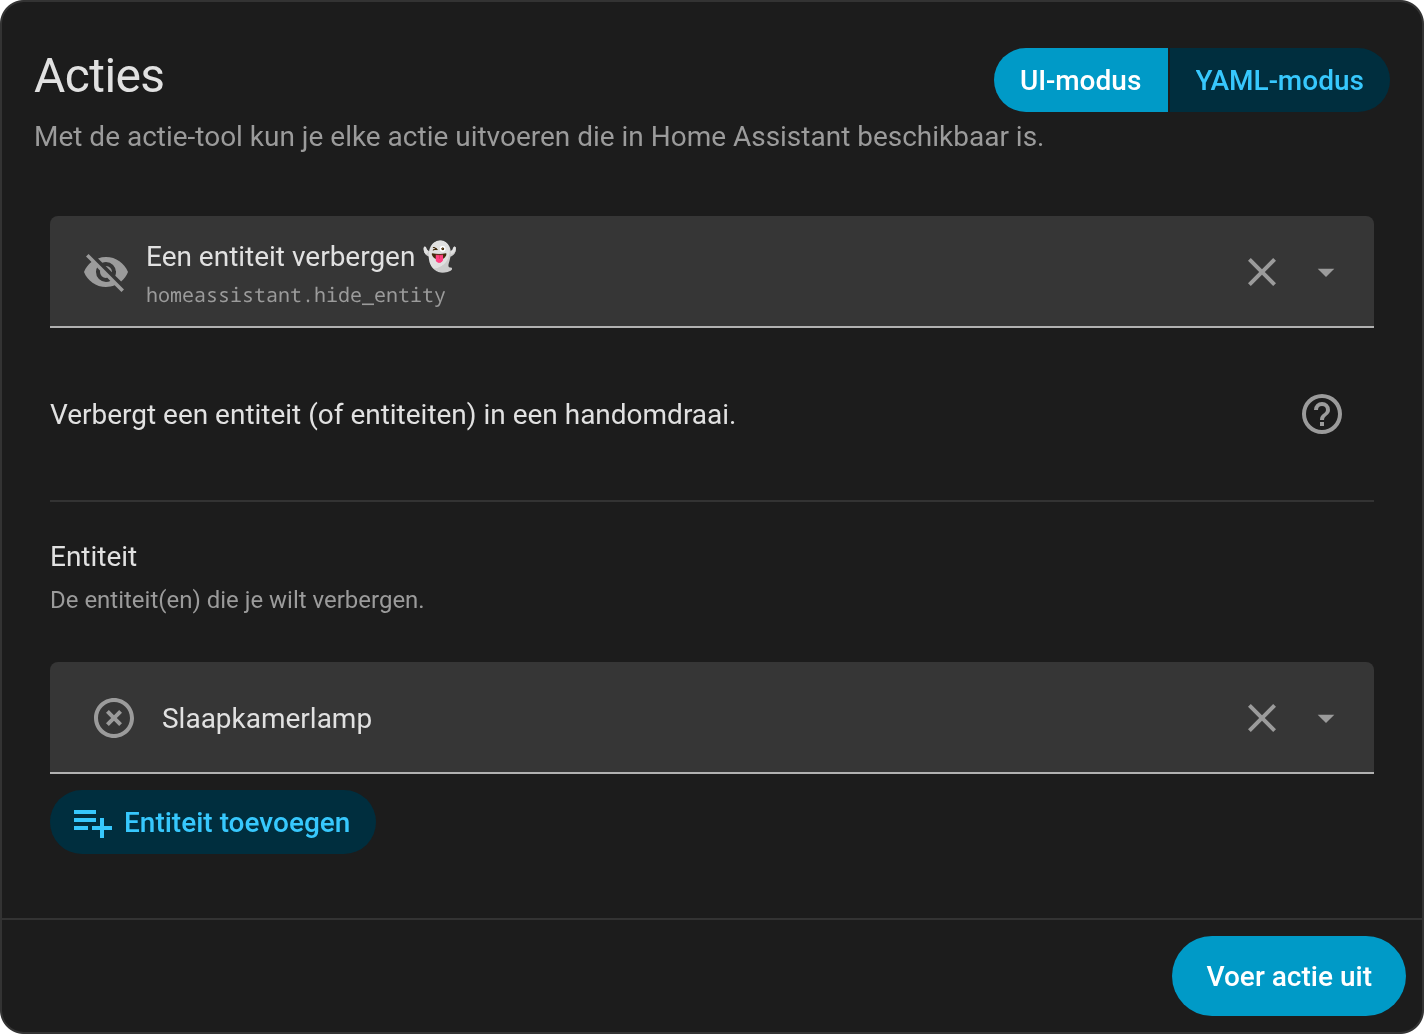 Acties
UI-modus
YAML-modus
Met de actie-tool kun je elke actie uitvoeren die in Home Assistant beschikbaar is.
Een entiteit verbergen 👻
homeassistant.hide_entity
Verbergt een entiteit (of entiteiten) in een handomdraai.
Entiteit
De entiteit(en) die je wilt verbergen.
Slaapkamerlamp
Entiteit toevoegen
Voer actie uit